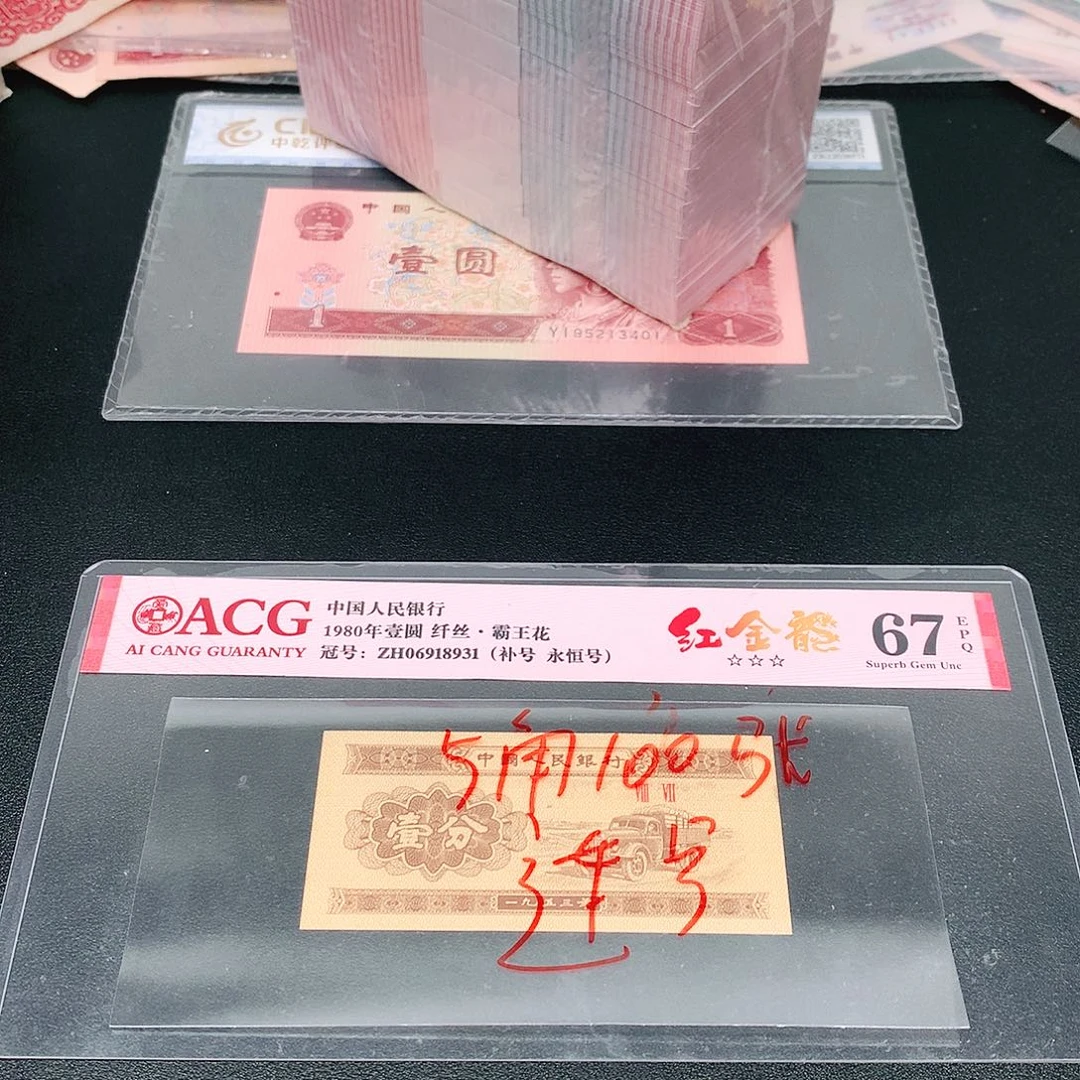 中乾评
中国人
壹圆
1
YI95213401
1
ACG
AI CANG GUARANTY
中国人民银行
1980年壹圆 纤丝·霸王花
冠号：ZH06918931（补号 永恒号）
红金龍
☆☆☆
67
EPQ
Superb Gem Unc
中国人民银行
壹分
VII
一九五三年
5角100张
连号